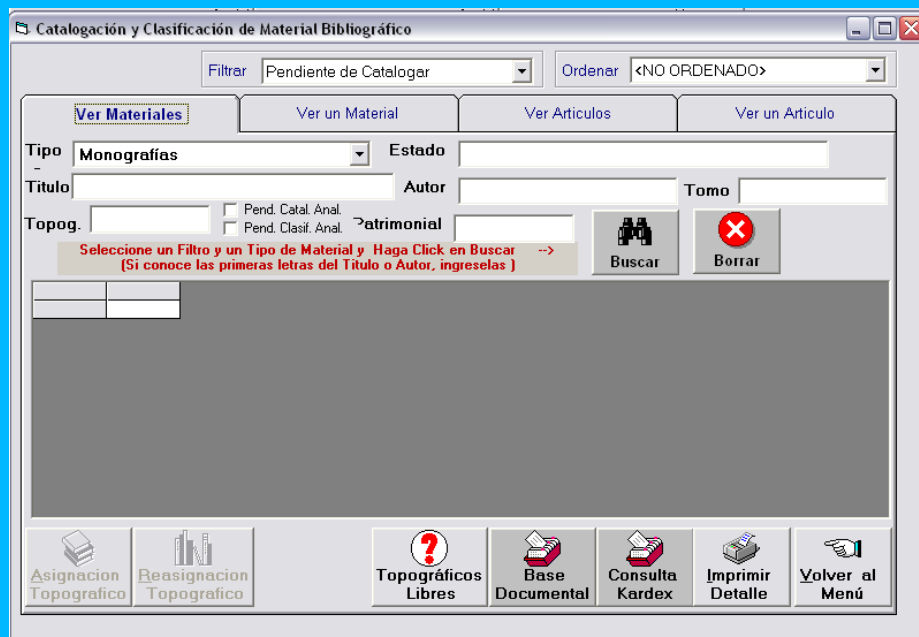 Catalogación y Clasificación de Material Bibliográfico
Filtrar Pendiente de Catalogar Ordenar <NO ORDENADO>
Ver Materiales Ver un Material Ver Articulos Ver un Articulo
Tipo Monografías Estado
Titulo Autor Tomo
Pend. Catal. Anal.
Topog. Pend. Clasif. Anal. Patrimonial
Seleccione un Filtro y un Tipo de Material y Haga Click en Buscar -->
(Si conoce las primeras letras del Titulo o Autor, ingreselas )
Buscar Borrar
Asignacion Topografico
Reasignacion Topografico
Topográficos Libres
Base Documental
Consulta Kardex
Imprimir Detalle
Volver al Menú